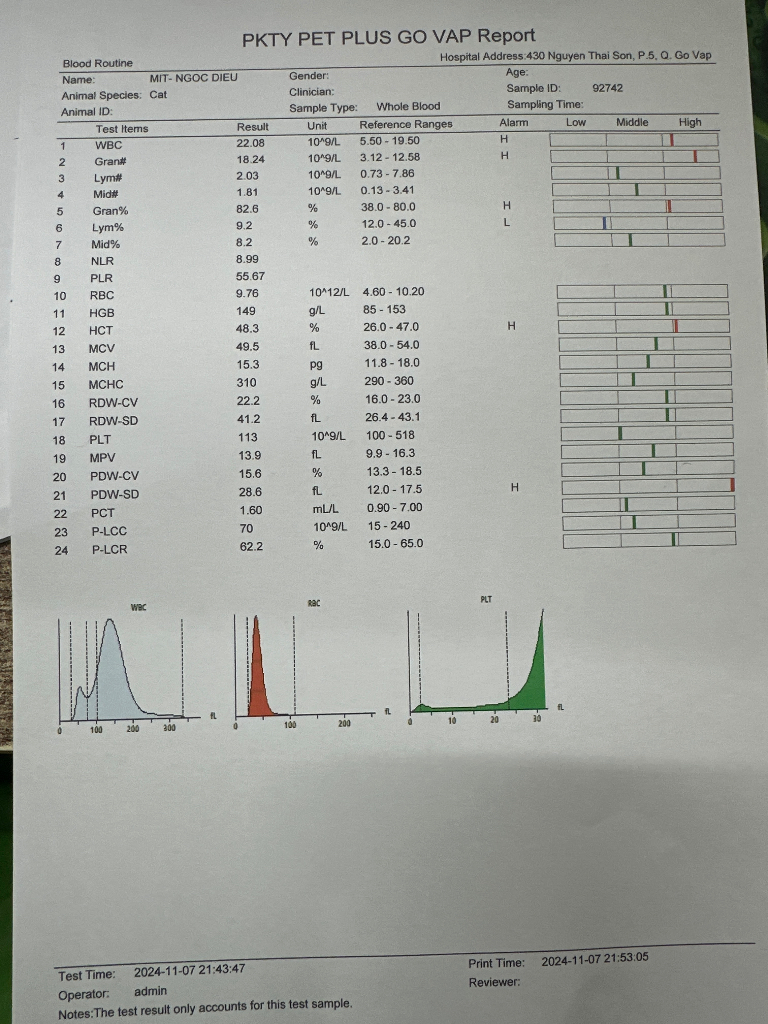 PKTY PET PLUS GO VAP Report
Blood Routine Hospital Address:430 Nguyen Thai Son, P.5, Q. Go Vap
Name: MIT- NGOC DIEU Gender: Age:
Animal Species: Cat Clinician: Sample ID: 92742
Animal ID: Sample Type: Whole Blood Sampling Time:
Test Items Result Unit Reference Ranges Alarm Low Middle High
1 WBC 22.08 10^9/L 5.50 - 19.50 H
2 Gran# 18.24 10^9/L 3.12 - 12.58 H
3 Lym# 2.03 10^9/L 0.73 - 7.86
4 Mid# 1.81 10^9/L 0.13 - 3.41
5 Gran% 82.6 % 38.0 - 80.0 H
6 Lym% 9.2 % 12.0 - 45.0 L
7 Mid% 8.2 % 2.0 - 20.2
8 NLR 8.99
9 PLR 55.67
10 RBC 9.76 10^12/L 4.60 - 10.20
11 HGB 149 g/L 85 - 153
12 HCT 48.3 % 26.0 - 47.0 H
13 MCV 49.5 fL 38.0 - 54.0
14 MCH 15.3 pg 11.8 - 18.0
15 MCHC 310 g/L 290 - 360
16 RDW-CV 22.2 % 16.0 - 23.0
17 RDW-SD 41.2 fL 26.4 - 43.1
18 PLT 113 10^9/L 100 - 518
19 MPV 13.9 fL 9.9 - 16.3
20 PDW-CV 15.6 % 13.3 - 18.5
21 PDW-SD 28.6 fL 12.0 - 17.5 H
22 PCT 1.60 mL/L 0.90 - 7.00
23 P-LCC 70 10^9/L 15 - 240
24 P-LCR 62.2 % 15.0 - 65.0
WBC RBC PLT
0 100 200 300 fL 0 100 200 fL 0 10 20 30 fL
Test Time: 2024-11-07 21:43:47 Print Time: 2024-11-07 21:53:05
Operator: admin Reviewer:
Notes:The test result only accounts for this test sample.